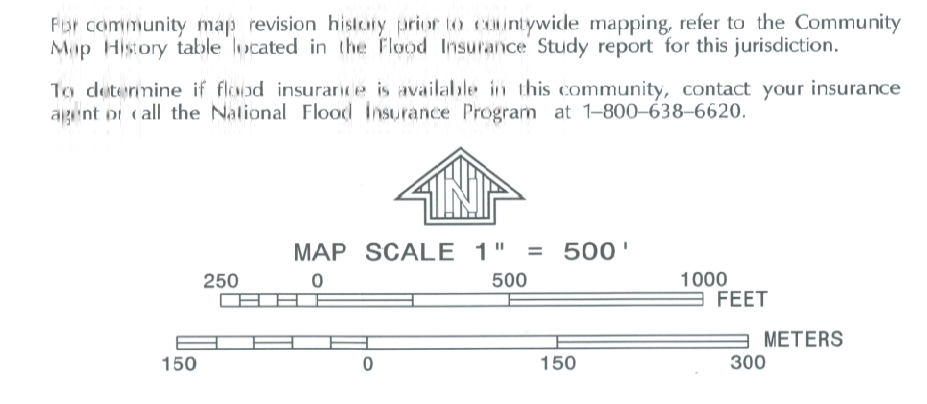 For community map revision history prior to countywide mapping, refer to the Community
Map History table located in the Flood Insurance Study report for this jurisdiction.
To determine if flood insurance is available in this community, contact your insurance
agent or call the National Flood Insurance Program at 1–800–638–6620.
N
MAP SCALE 1" = 500'
250 0 500 1000
FEET
METERS
150 0 150 300